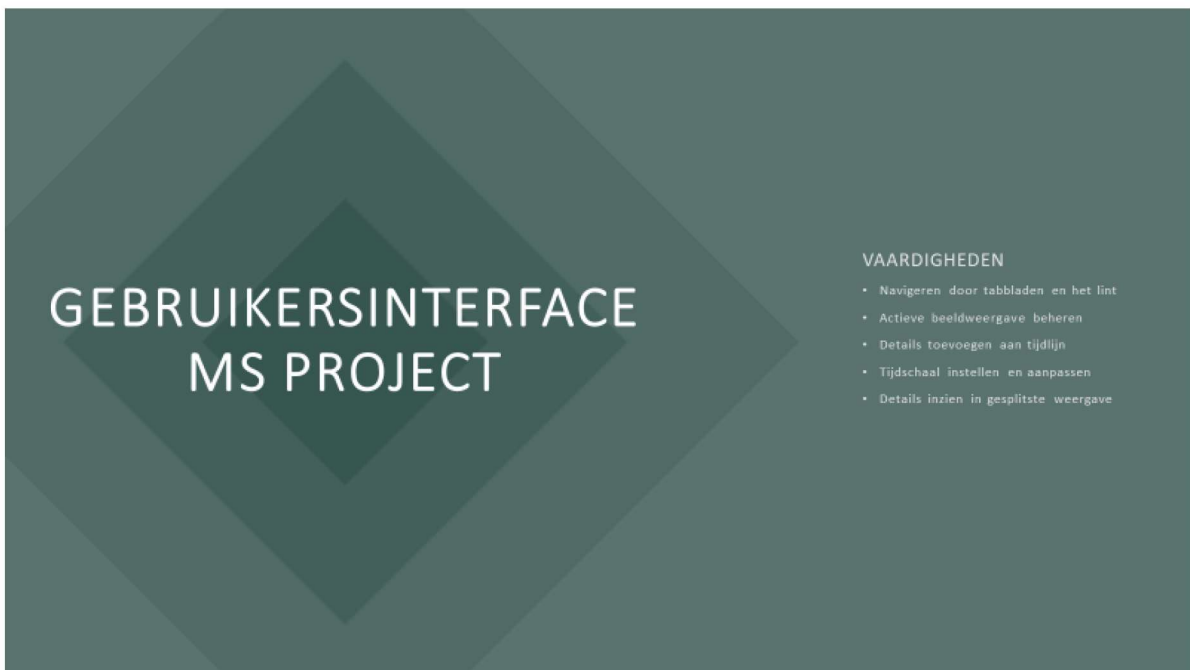 GEBRUIKERSINTERFACE
MS PROJECT
VAARDIGHEDEN
• Navigeren door tabbladen en het lint
• Actieve beeldweergave beheren
• Details toevoegen aan tijdlijn
• Tijdschaal instellen en aanpassen
• Details inzien in gesplitste weergave